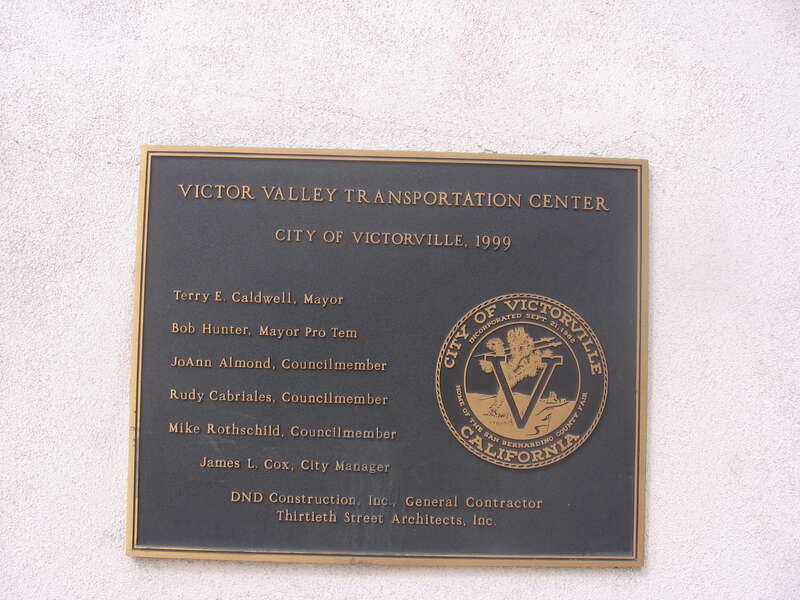 VICTOR VALLEY TRANSPORTATION CENTER
CITY OF VICTORVILLE, 1999
Terry E. Caldwell, Mayor
Bob Hunter, Mayor Pro Tem
JoAnn Almond, Councilmember
Rudy Cabriales, Councilmember
Mike Rothschild, Councilmember
James L. Cox, City Manager
DND Construction, Inc., General Contractor
Thirtieth Street Architects, Inc.
CITY OF VICTORVILLE
INCORPORATED SEPT. 21, 1962
V
HOME OF THE SAN BERNARDINO COUNTY FAIR
CALIFORNIA